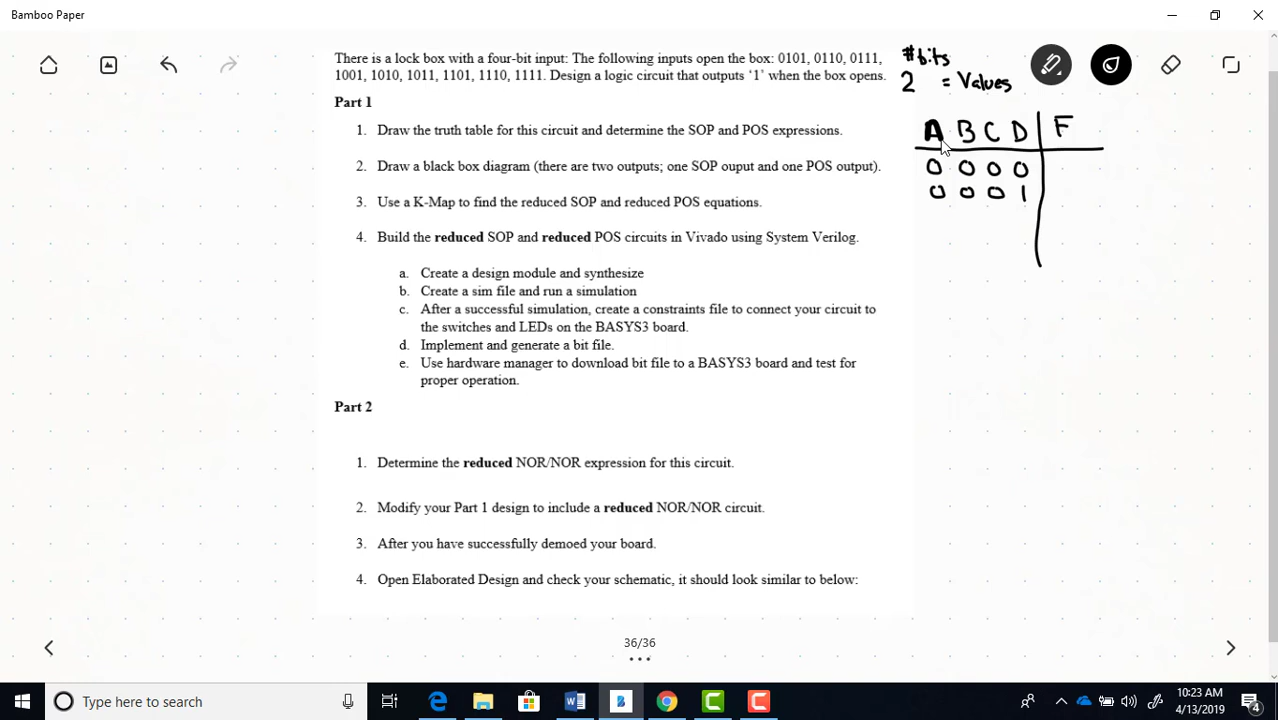 Bamboo Paper
There is a lock box with a four-bit input: The following inputs open the box: 0101, 0110, 0111,
1001, 1010, 1011, 1101, 1110, 1111. Design a logic circuit that outputs ‘1’ when the box opens.
Part 1
1. Draw the truth table for this circuit and determine the SOP and POS expressions.
2. Draw a black box diagram (there are two outputs; one SOP ouput and one POS output).
3. Use a K-Map to find the reduced SOP and reduced POS equations.
4. Build the reduced SOP and reduced POS circuits in Vivado using System Verilog.
a. Create a design module and synthesize
b. Create a sim file and run a simulation
c. After a successful simulation, create a constraints file to connect your circuit to
the switches and LEDs on the BASYS3 board.
d. Implement and generate a bit file.
e. Use hardware manager to download bit file to a BASYS3 board and test for
proper operation.
Part 2
1. Determine the reduced NOR/NOR expression for this circuit.
2. Modify your Part 1 design to include a reduced NOR/NOR circuit.
3. After you have successfully demoed your board.
4. Open Elaborated Design and check your schematic, it should look similar to below:
#bits
2 = Values
A B C D F
0 0 0 0
0 0 0 1
36/36
Type here to search
10:23 AM
4/13/2019
4